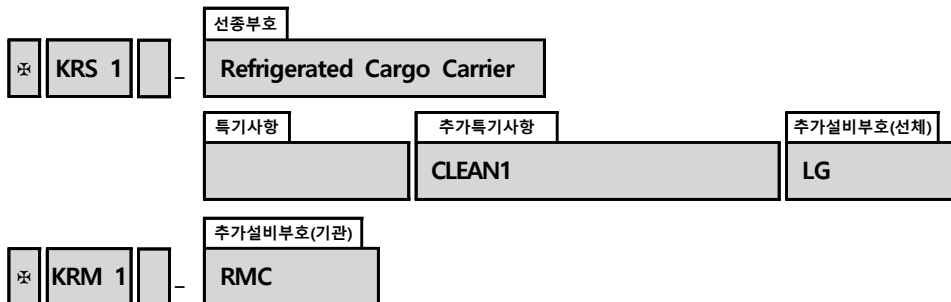 선종부호
✠ KRS 1 - Refrigerated Cargo Carrier
특기사항 추가특기사항 추가설비부호(선체)
CLEAN1 LG
추가설비부호(기관)
✠ KRM 1 - RMC